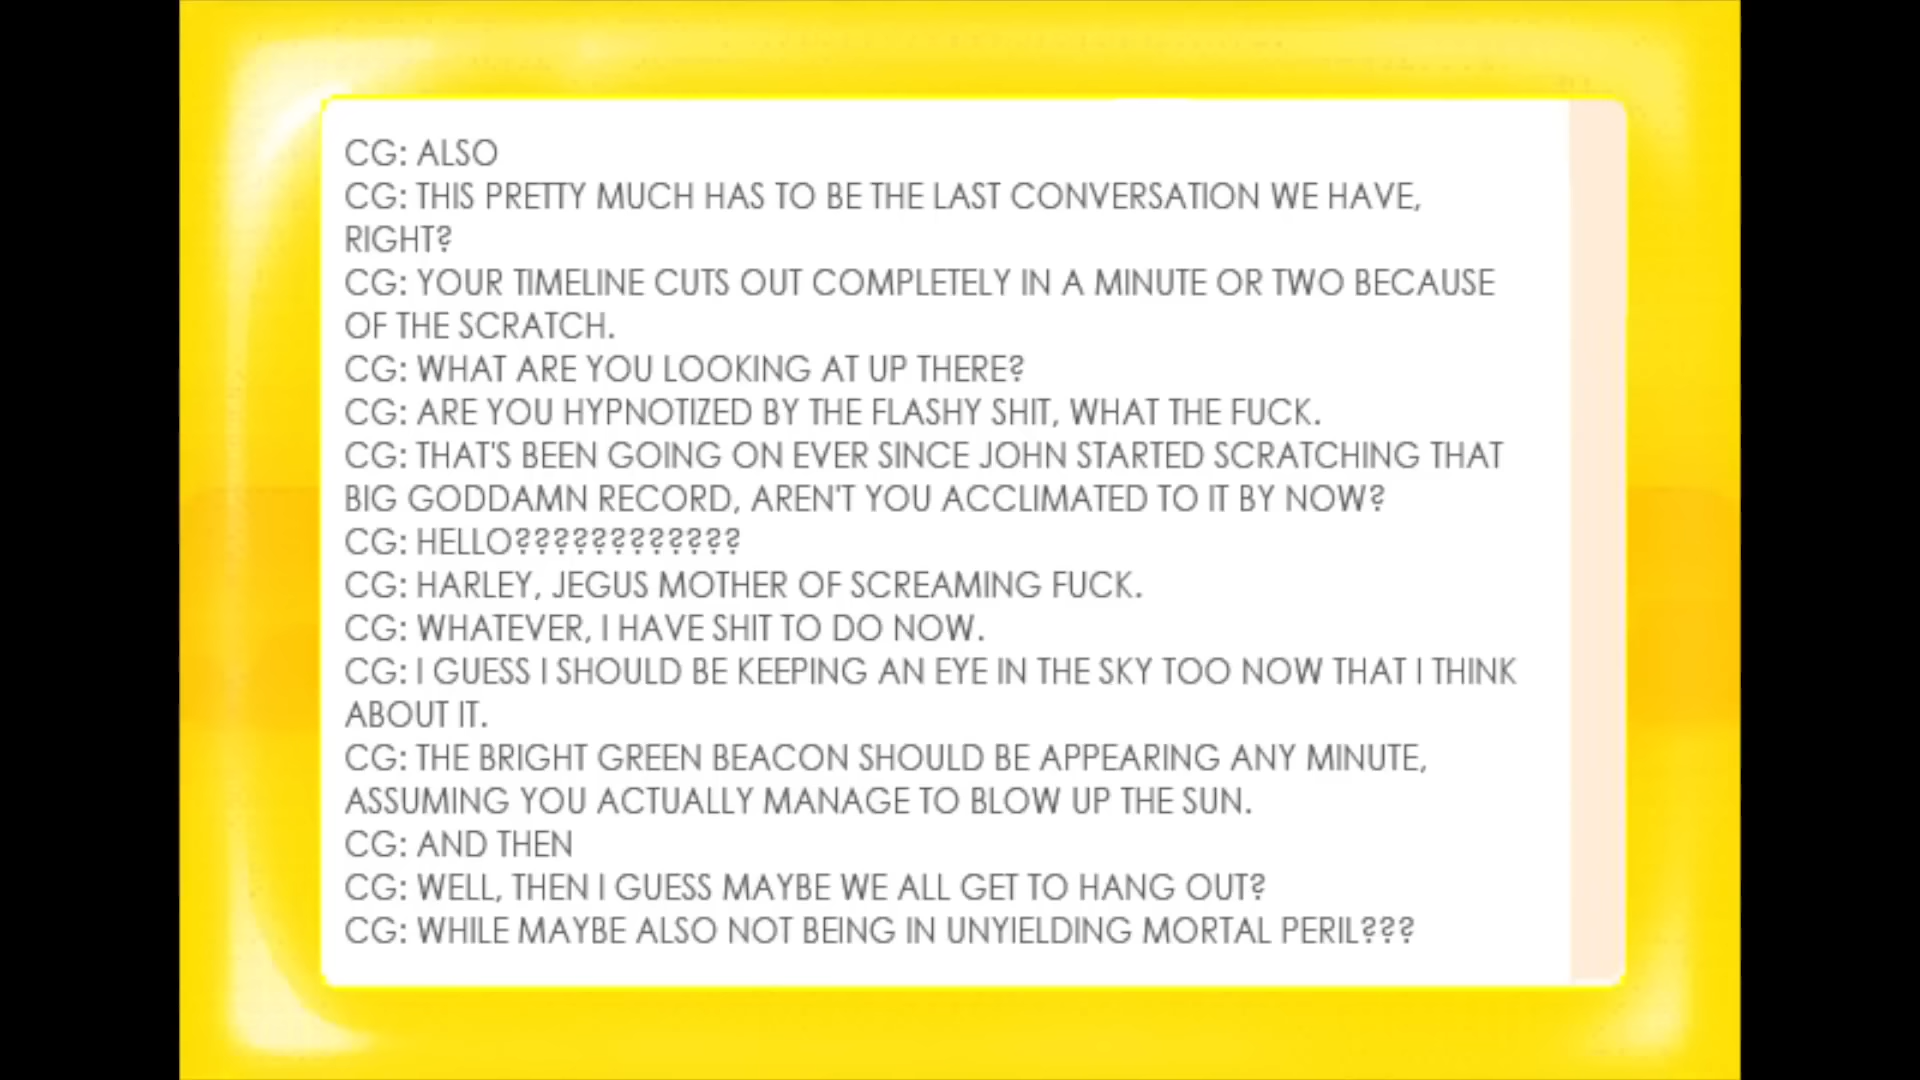 CG: ALSO
CG: THIS PRETTY MUCH HAS TO BE THE LAST CONVERSATION WE HAVE,
RIGHT?
CG: YOUR TIMELINE CUTS OUT COMPLETELY IN A MINUTE OR TWO BECAUSE
OF THE SCRATCH.
CG: WHAT ARE YOU LOOKING AT UP THERE?
CG: ARE YOU HYPNOTIZED BY THE FLASHY SHIT, WHAT THE FUCK.
CG: THAT'S BEEN GOING ON EVER SINCE JOHN STARTED SCRATCHING THAT
BIG GODDAMN RECORD, AREN'T YOU ACCLIMATED TO IT BY NOW?
CG: HELLO????????????
CG: HARLEY, JEGUS MOTHER OF SCREAMING FUCK.
CG: WHATEVER, I HAVE SHIT TO DO NOW.
CG: I GUESS I SHOULD BE KEEPING AN EYE IN THE SKY TOO NOW THAT I THINK
ABOUT IT.
CG: THE BRIGHT GREEN BEACON SHOULD BE APPEARING ANY MINUTE,
ASSUMING YOU ACTUALLY MANAGE TO BLOW UP THE SUN.
CG: AND THEN
CG: WELL, THEN I GUESS MAYBE WE ALL GET TO HANG OUT?
CG: WHILE MAYBE ALSO NOT BEING IN UNYIELDING MORTAL PERIL???